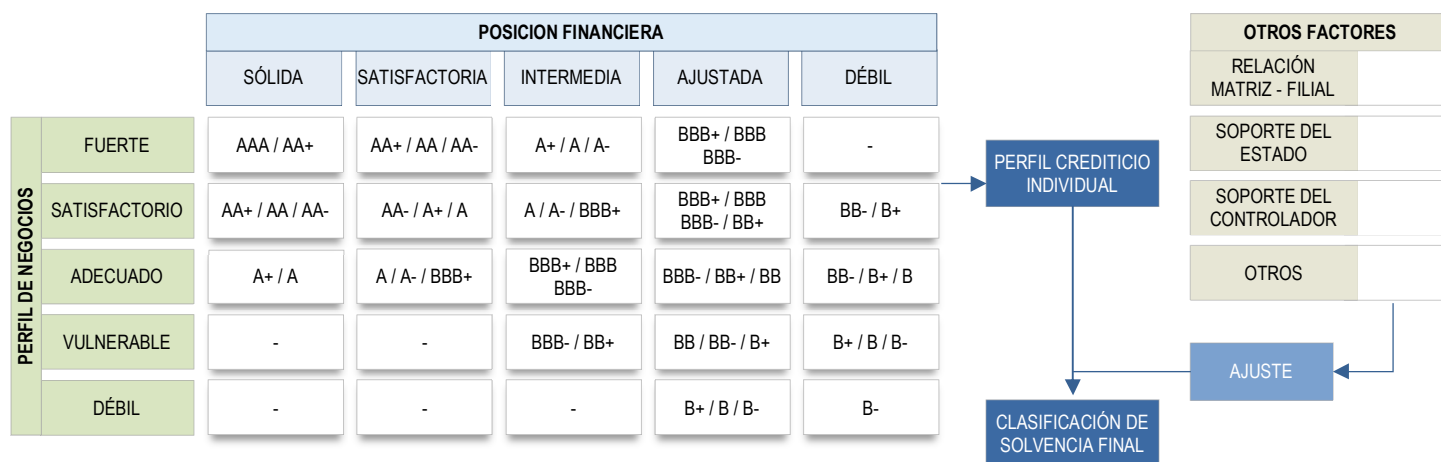 POSICION FINANCIERA
SÓLIDA
SATISFACTORIA
INTERMEDIA
AJUSTADA
DÉBIL
PERFIL DE NEGOCIOS
FUERTE
AAA / AA+
AA+ / AA / AA-
A+ / A / A-
BBB+ / BBB
BBB-
-
SATISFACTORIO
AA+ / AA / AA-
AA- / A+ / A
A / A- / BBB+
BBB+ / BBB
BBB- / BB+
BB- / B+
ADECUADO
A+ / A
A / A- / BBB+
BBB+ / BBB
BBB-
BBB- / BB+ / BB
BB- / B+ / B
VULNERABLE
-
-
BBB- / BB+
BB / BB- / B+
B+ / B / B-
DÉBIL
-
-
-
B+ / B / B-
B-
PERFIL CREDITICIO
INDIVIDUAL
CLASIFICACIÓN DE
SOLVENCIA FINAL
OTROS FACTORES
RELACIÓN
MATRIZ - FILIAL
SOPORTE DEL
ESTADO
SOPORTE DEL
CONTROLADOR
OTROS
AJUSTE